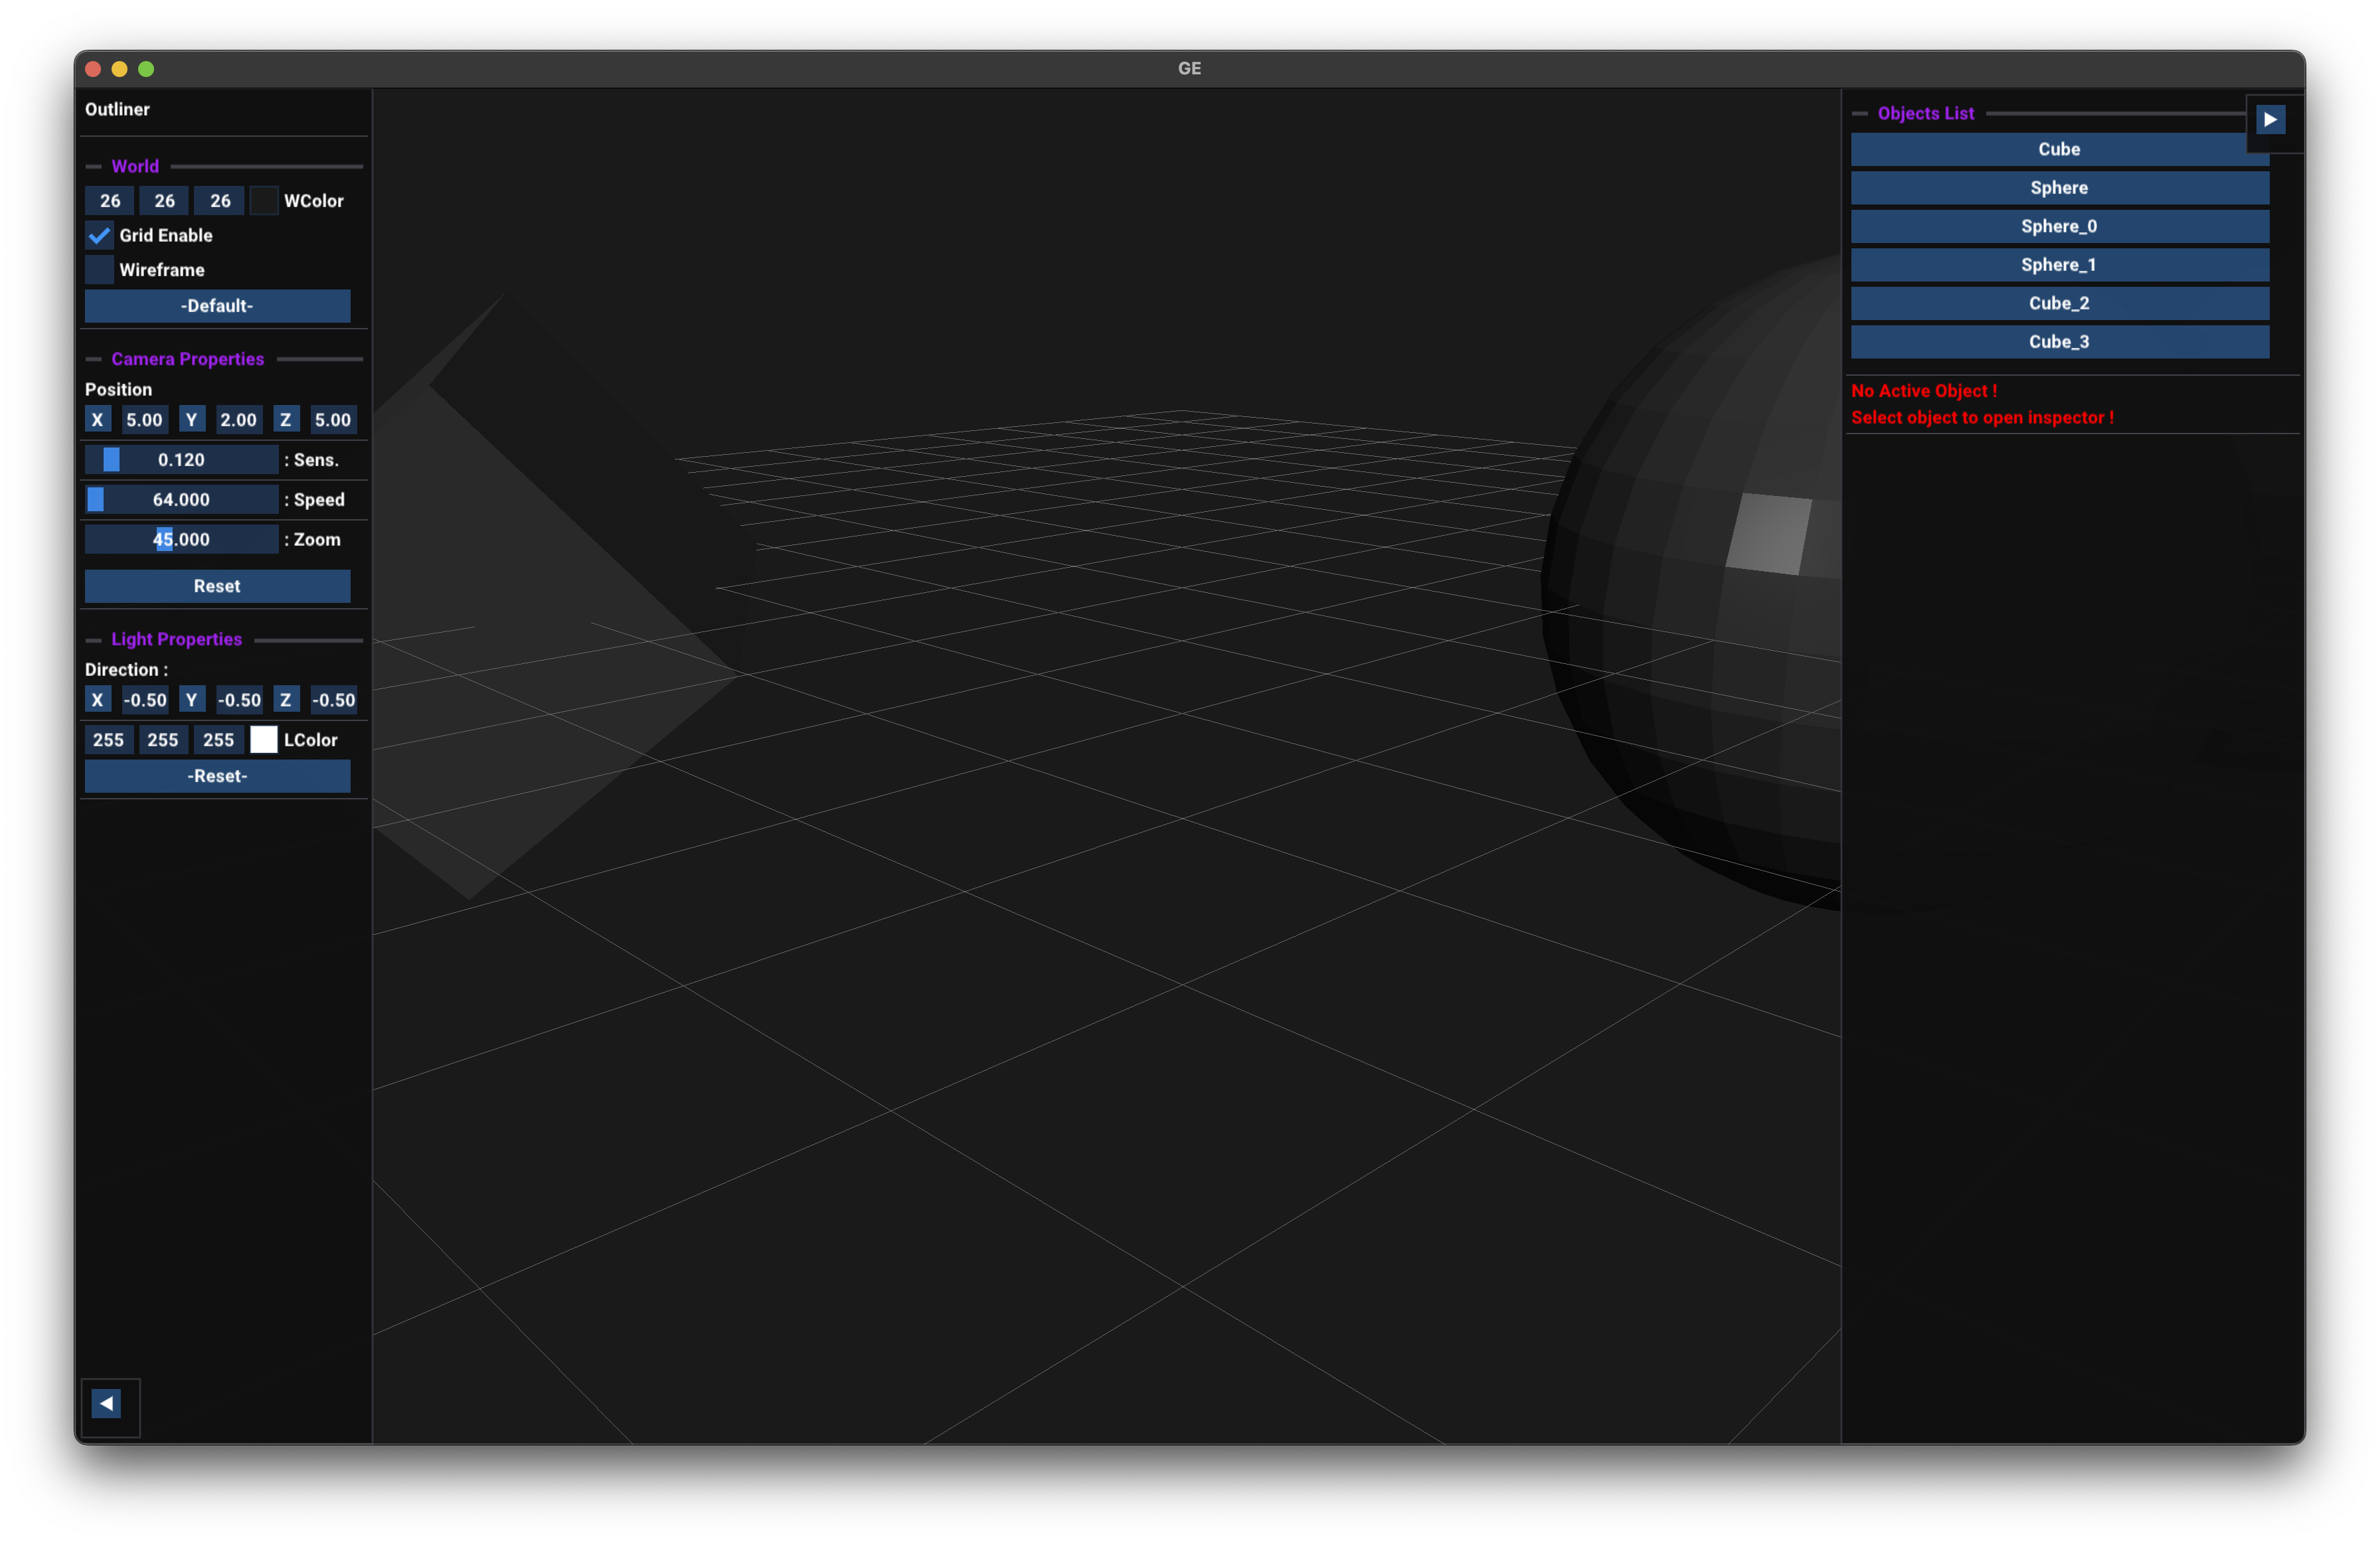 GE
Outliner
World
26 26 26 WColor
Grid Enable
Wireframe
-Default-
Camera Properties
Position
X 5.00 Y 2.00 Z 5.00
0.120 : Sens.
64.000 : Speed
45.000 : Zoom
Reset
Light Properties
Direction :
X -0.50 Y -0.50 Z -0.50
255 255 255 LColor
-Reset-
Objects List
Cube
Sphere
Sphere_0
Sphere_1
Cube_2
Cube_3
No Active Object !
Select object to open inspector !